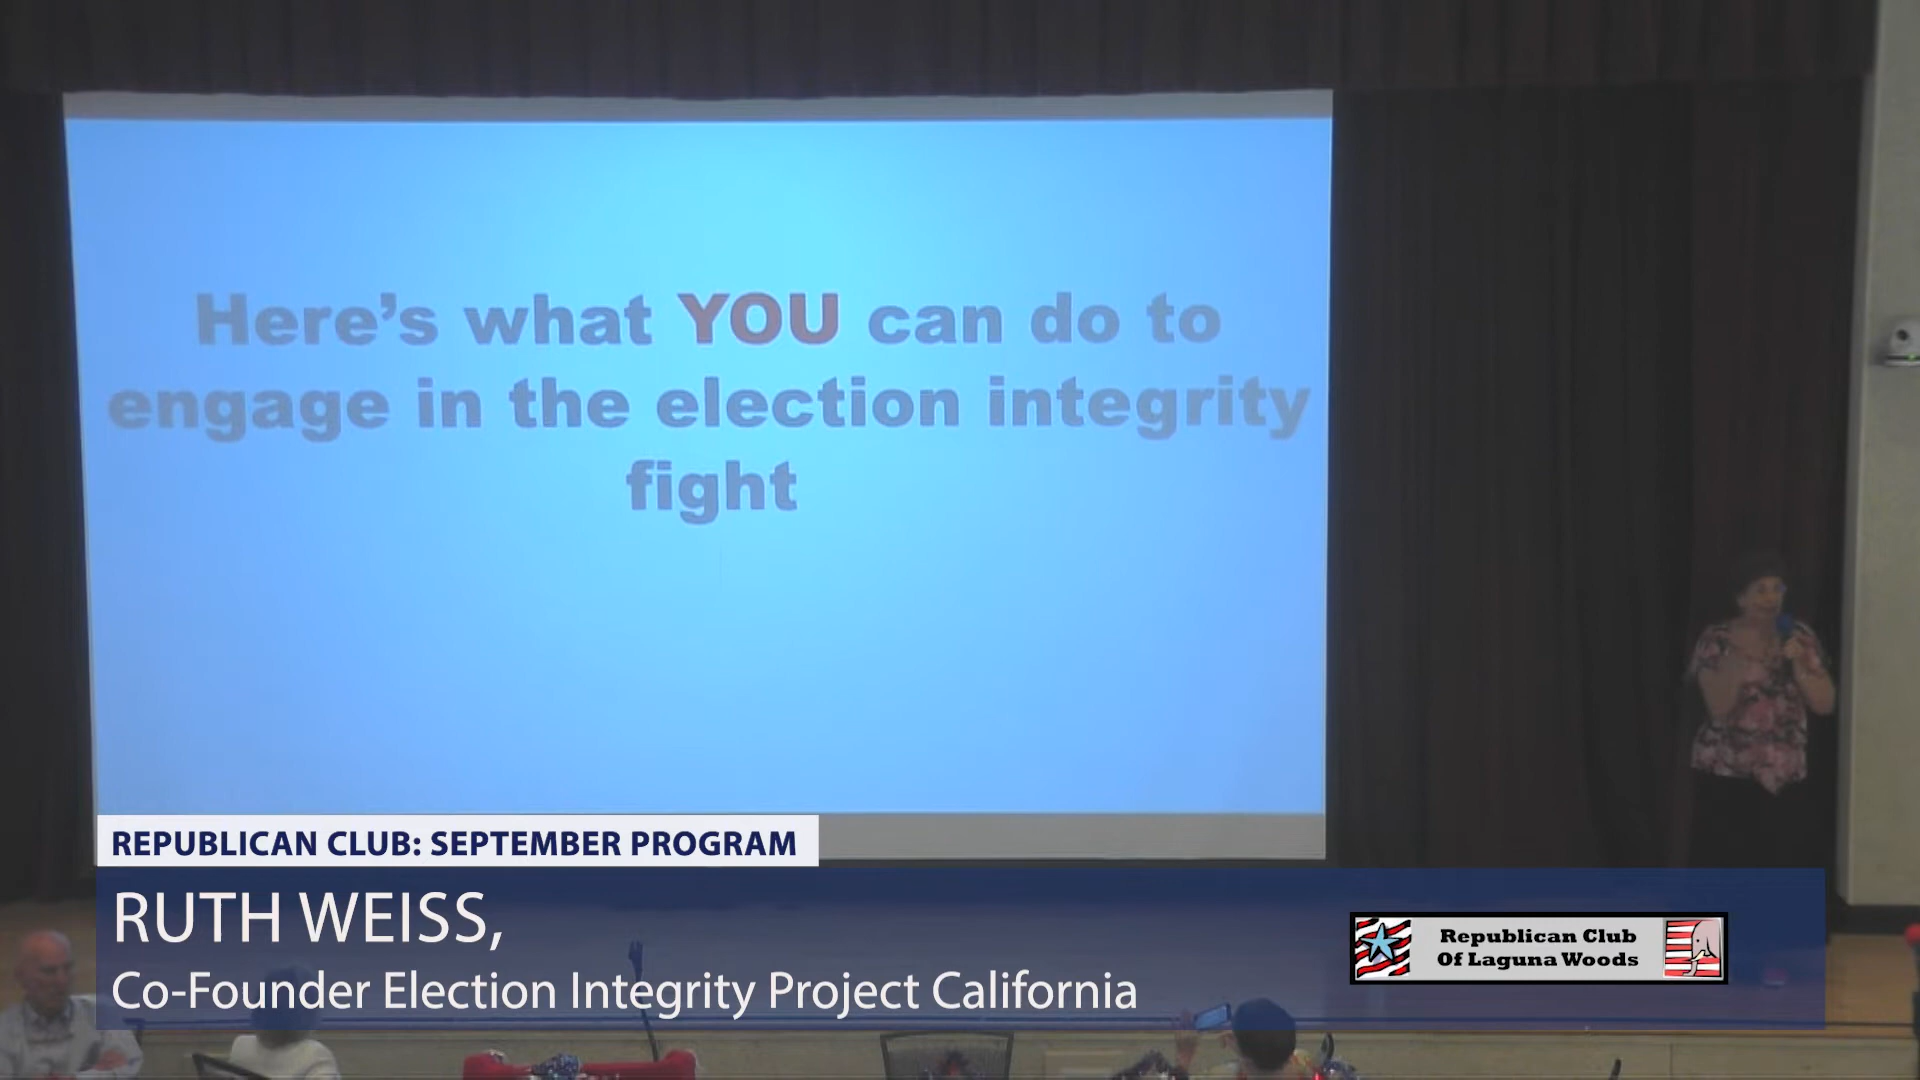 Here's what YOU can do to
engage in the election integrity
fight
REPUBLICAN CLUB: SEPTEMBER PROGRAM
RUTH WEISS,
Co-Founder Election Integrity Project California
Republican Club
Of Laguna Woods